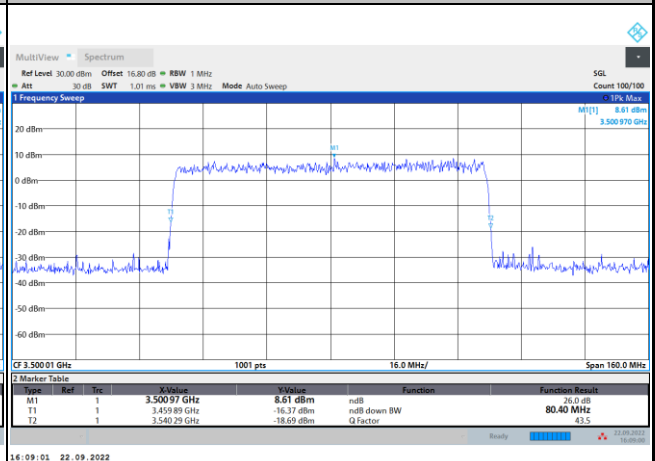 MultiView Spectrum
Ref Level 30.00 dBm Offset 16.80 dB RBW 1 MHz SGL
Att 30 dB SWT 1.01 ms VBW 3 MHz Mode Auto Sweep Count 100/100
1 Frequency Sweep 1Pk Max
M1[1] 8.61 dBm
3.500 970 GHz
20 dBm
M1
10 dBm
0 dBm
-10 dBm
T1 T2
-20 dBm
-30 dBm
-40 dBm
-50 dBm
-60 dBm
CF 3.500 01 GHz 1001 pts 16.0 MHz/ Span 160.0 MHz
2 Marker Table
Type Ref Trc X-Value Y-Value Function Function Result
M1 1 3.500 97 GHz 8.61 dBm ndB 26.0 dB
T1 1 3.459 89 GHz -16.37 dBm ndB down BW 80.40 MHz
T2 1 3.540 29 GHz -18.69 dBm Q Factor 43.5
Ready 22.09.2022
16:09:00
16:09:01 22.09.2022